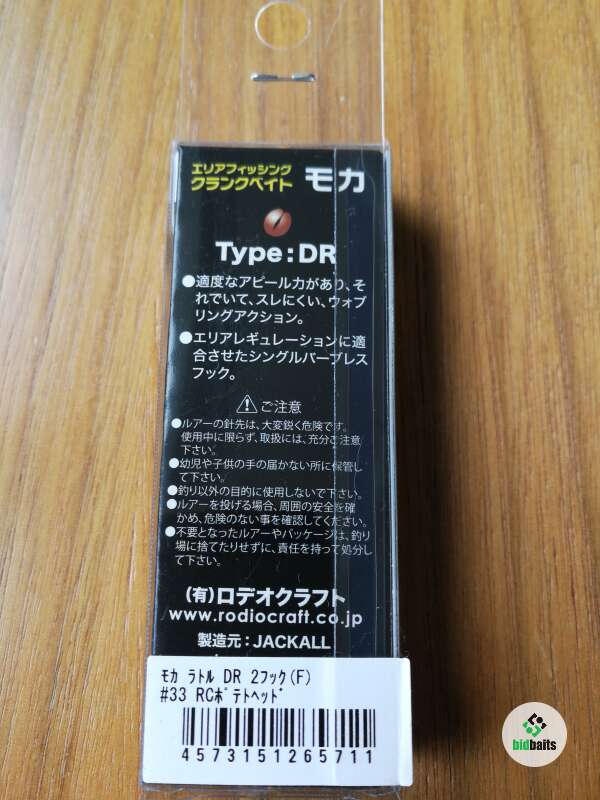 エリアフィッシング
クランクベイト モカ
Type:DR
●適度なアピール力があり、そ
れでいて、スレにくい、ウォブ
リングアクション。
●エリアレギュレーションに適
合させたシングルバーブレス
フック。
ご注意
●ルアーの針先は、大変鋭く危険です。
使用中に限らず、取扱には、充分ご注意
下さい。
●幼児や子供の手の届かない所に保管し
て下さい。
●釣り以外の目的に使用しないで下さい。
●ルアーを投げる場合、周囲の安全を確
かめ、危険のない事を確認してください。
●不要となったルアーやパッケージは、釣り
場に捨てたりせずに、責任を持って処分し
て下さい。
(有)ロデオクラフト
www.rodiocraft.co.jp
製造元:JACKALL
ﾓｶ ﾗﾄﾙ DR 2ﾌｯｸ(F)
#33 RCﾎﾟﾃﾄﾍｯﾄﾞ
4573151265711
bidbaits